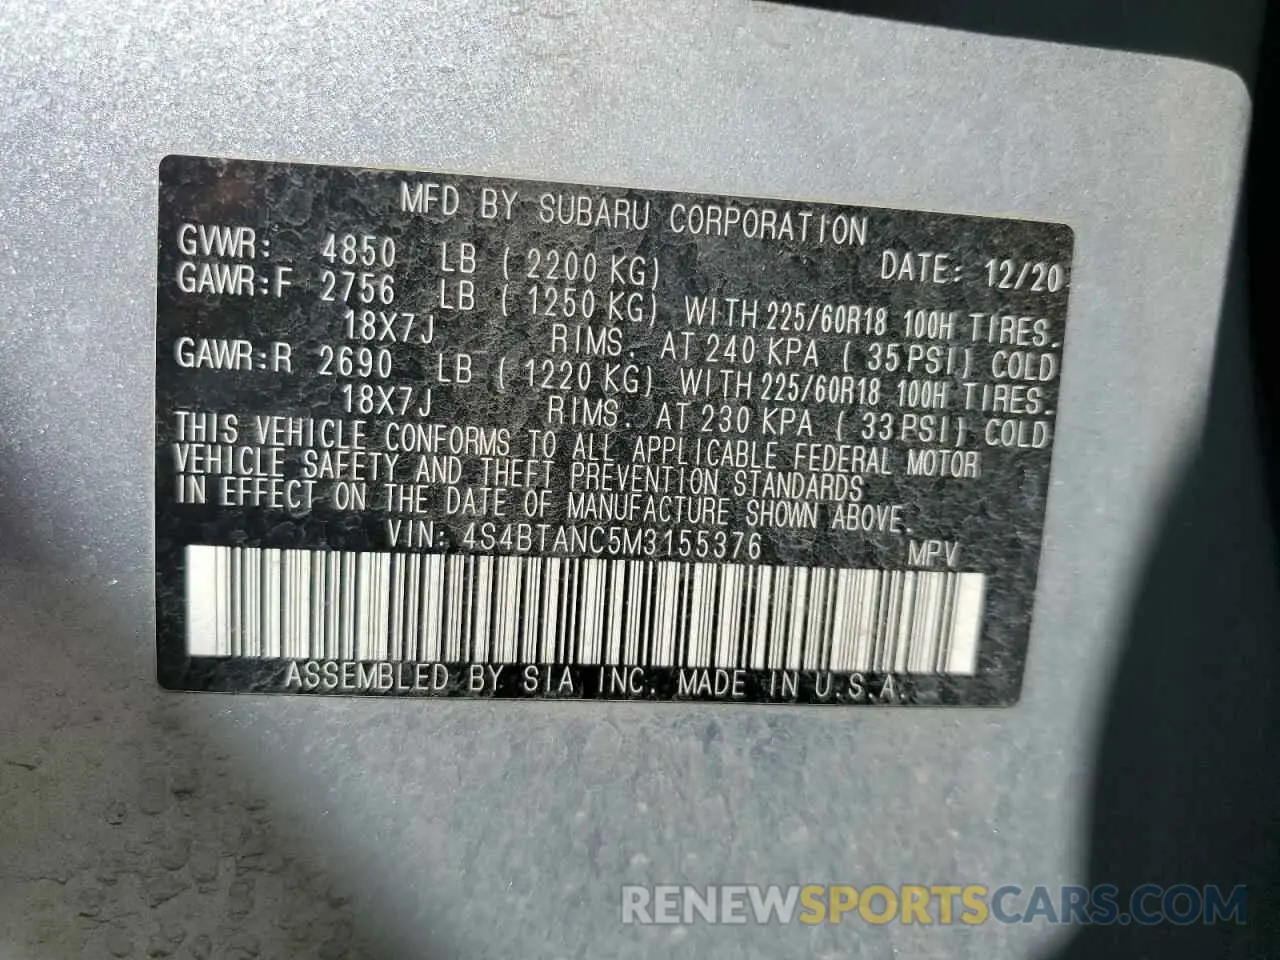 MFD BY SUBARU CORPORATION
GVWR: 4850 LB ( 2200 KG) DATE: 12/20
GAWR:F 2756 LB ( 1250 KG) WITH 225/60R18 100H TIRES.
18X7J RIMS. AT 240 KPA ( 35 PSI) COLD
GAWR:R 2690 LB ( 1220 KG) WITH 225/60R18 100H TIRES.
18X7J RIMS. AT 230 KPA ( 33 PSI) COLD
THIS VEHICLE CONFORMS TO ALL APPLICABLE FEDERAL MOTOR
VEHICLE SAFETY AND THEFT PREVENTION STANDARDS
IN EFFECT ON THE DATE OF MANUFACTURE SHOWN ABOVE.
VIN: 4S4BTANC5M3155376 MPV
ASSEMBLED BY SIA INC. MADE IN U.S.A.
RENEWSPORTSCARS.COM